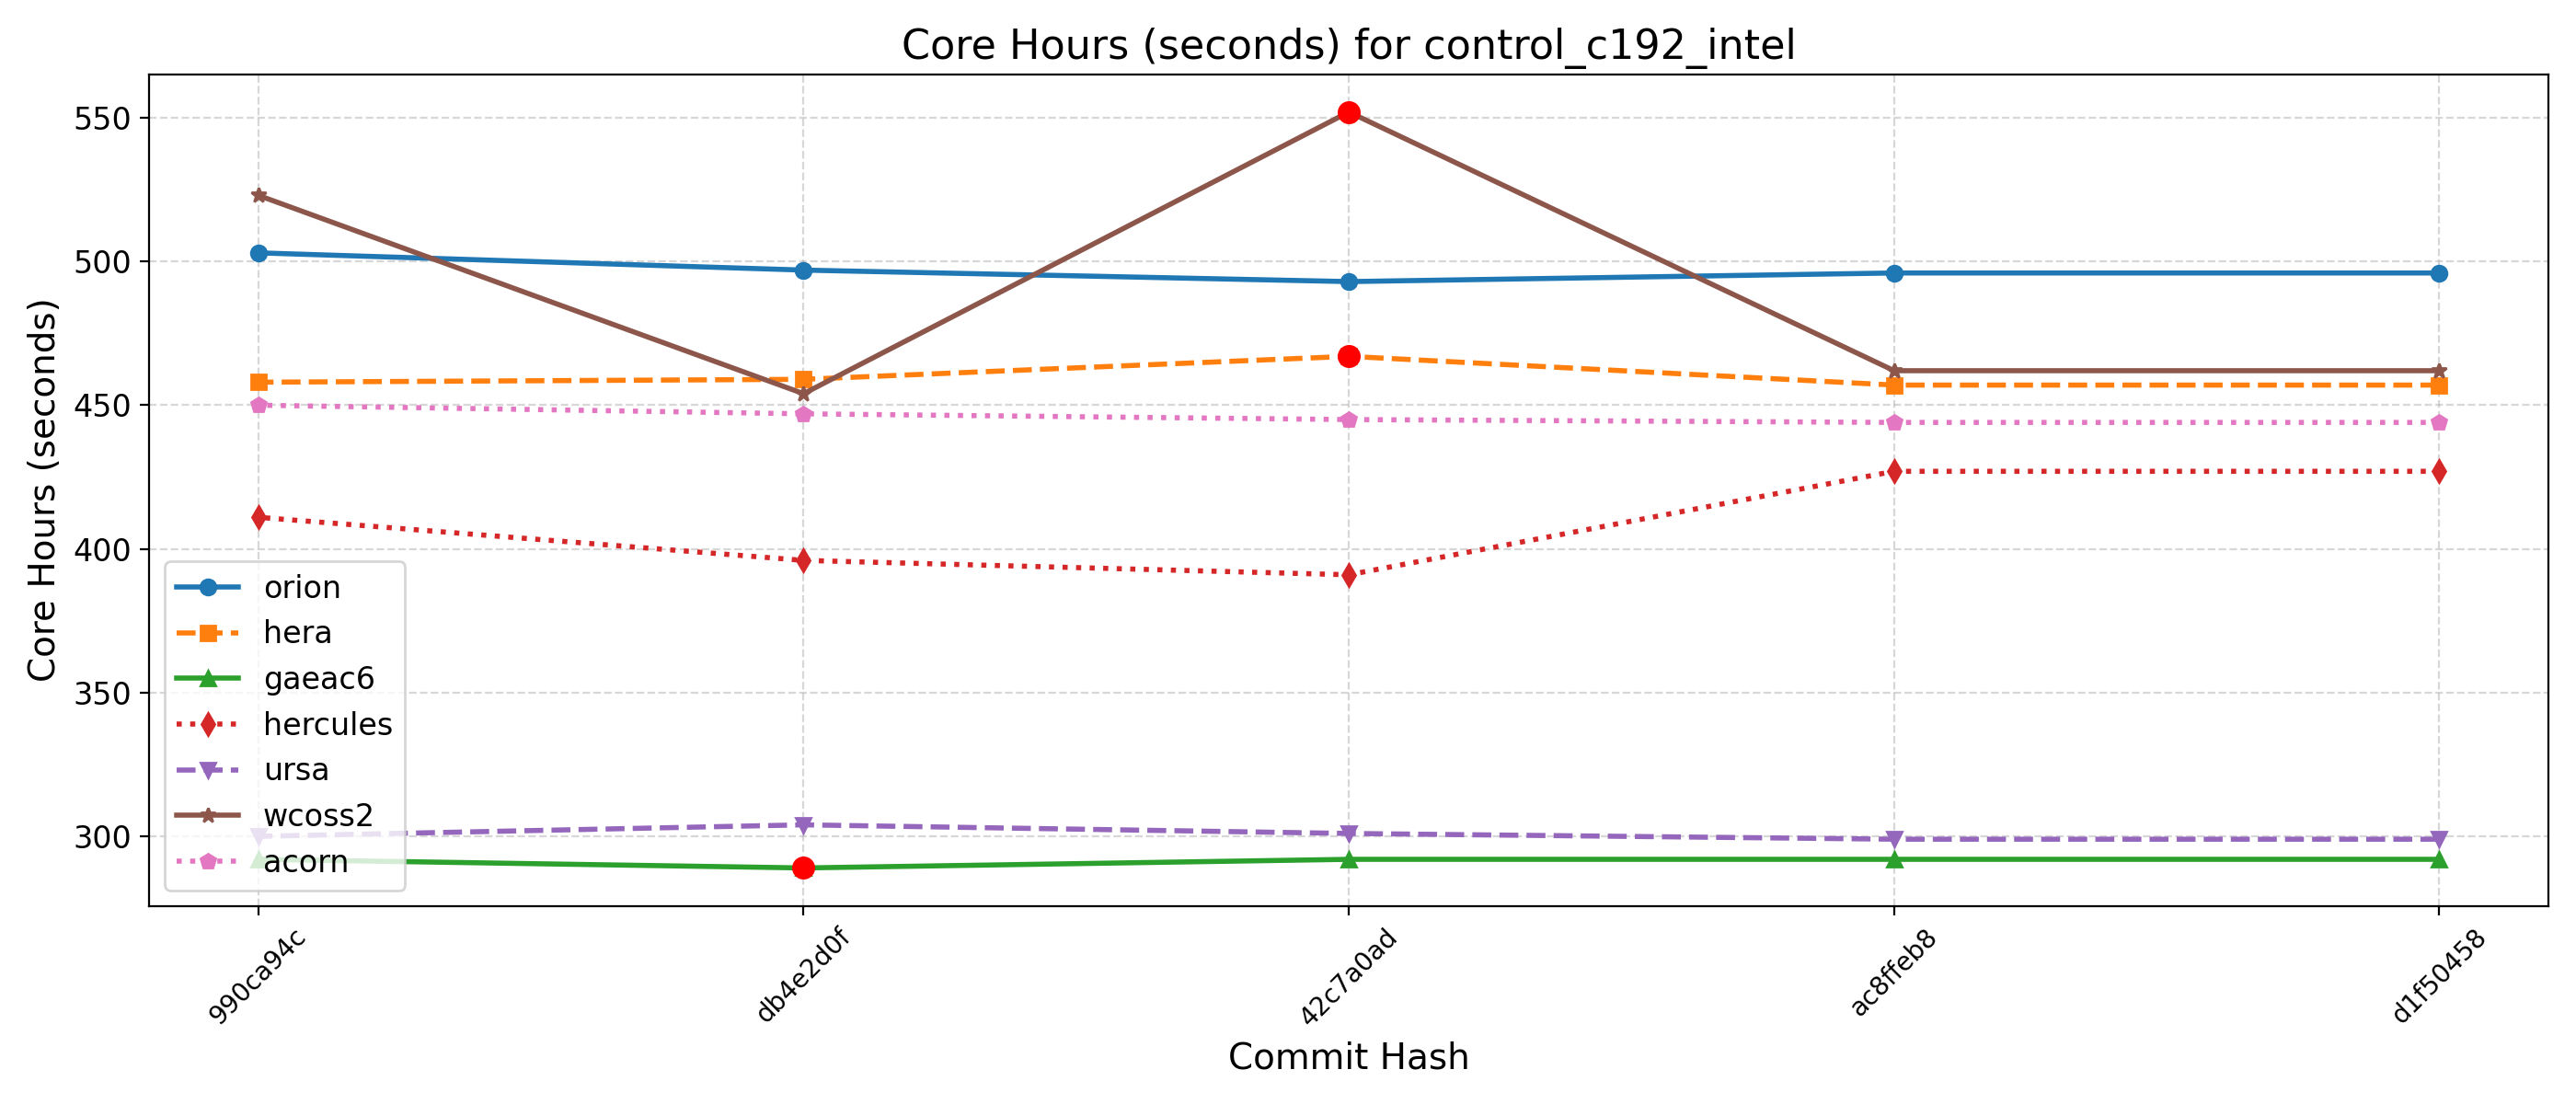 Core Hours (seconds) for control_c192_intel
Core Hours (seconds)
550
500
450
400
350
300
orion
hera
gaeac6
hercules
ursa
wcoss2
acorn
990ca94c
db4e2d0f
42c7a0ad
ac8ffeb8
d1f50458
Commit Hash